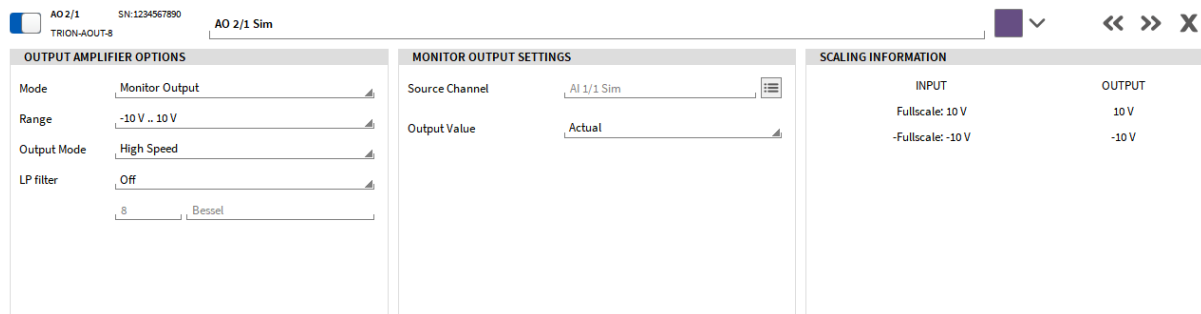 AO 2/1 SN:1234567890
TRION-AOUT-8
AO 2/1 Sim
OUTPUT AMPLIFIER OPTIONS
Mode Monitor Output
Range -10 V .. 10 V
Output Mode High Speed
LP filter Off
8 Bessel
MONITOR OUTPUT SETTINGS
Source Channel AI 1/1 Sim
Output Value Actual
SCALING INFORMATION
INPUT OUTPUT
Fullscale: 10 V 10 V
-Fullscale: -10 V -10 V